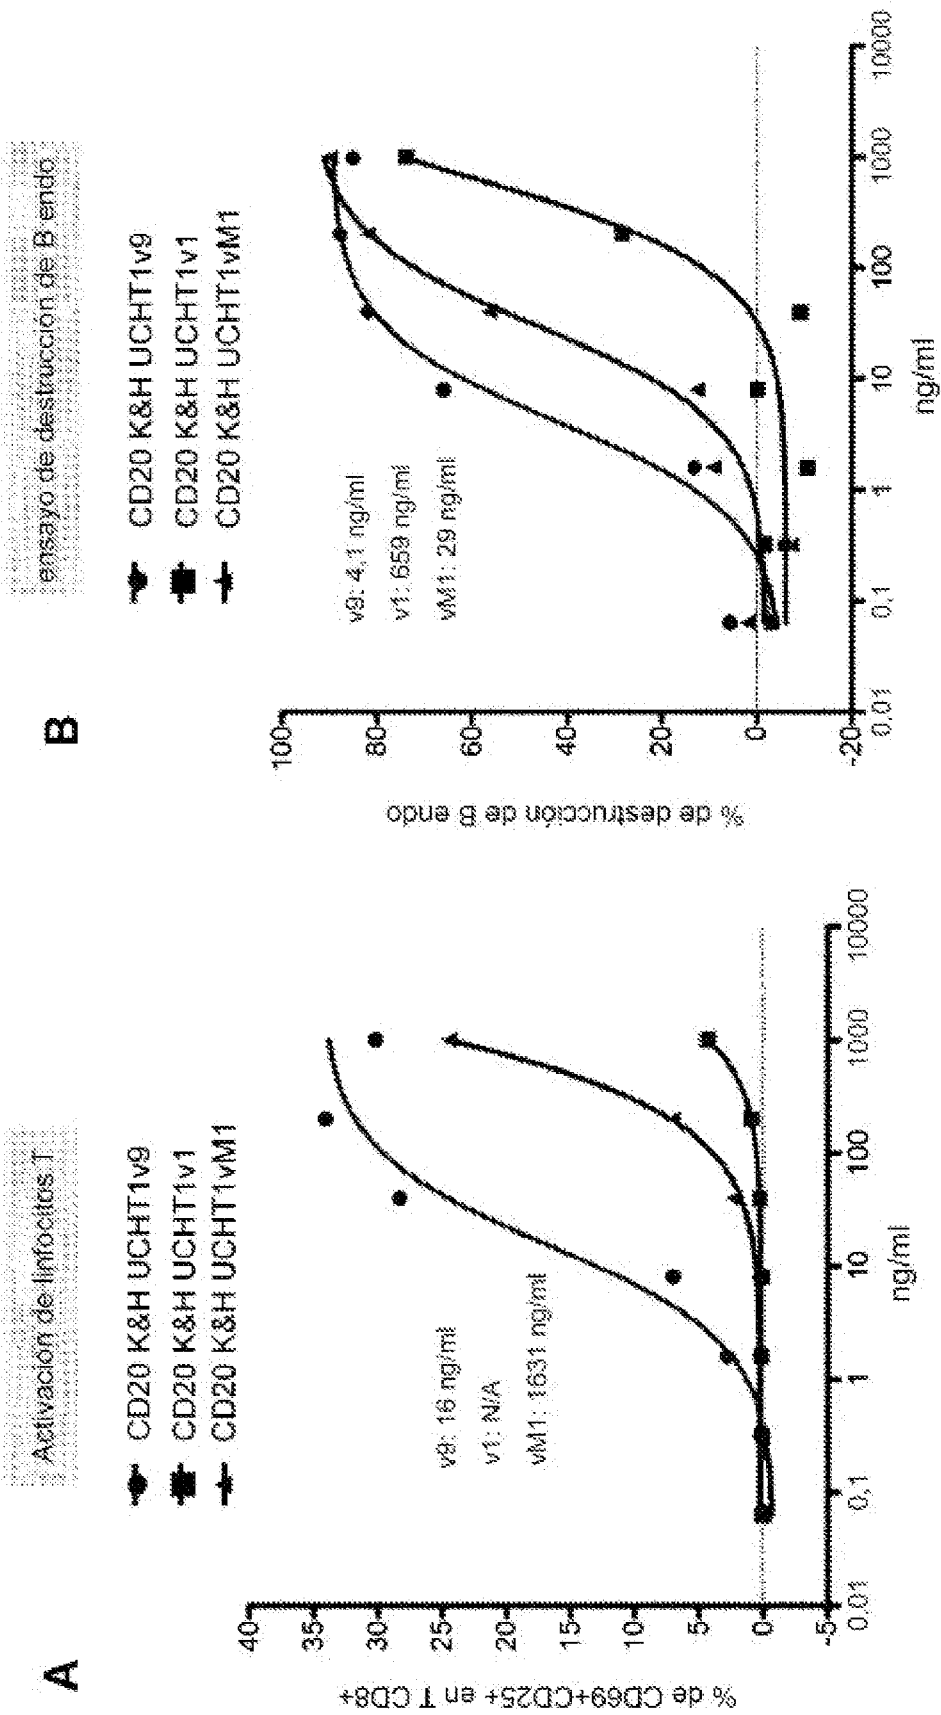 A
Activación de linfocitos T
CD20 K&H UCHT1v9
CD20 K&H UCHT1v1
CD20 K&H UCHT1vM1
% de CD69+CD25+ en T CD8+
40
35
30
25
20
15
10
5
0
-5
v9: 16 ng/ml
v1: N/A
vM1: 1631 ng/ml
0.01
0,1
1
10
100
1000
10000
ng/ml
B
ensayo de destrucción de B endo
CD20 K&H UCHT1v9
CD20 K&H UCHT1v1
CD20 K&H UCHT1vM1
% de destrucción de B endo
100
80
60
40
20
0
-20
v9: 4,1 ng/ml
v1: 659 ng/ml
vM1: 29 ng/ml
0,01
0,1
1
10
100
1000
10000
ng/ml